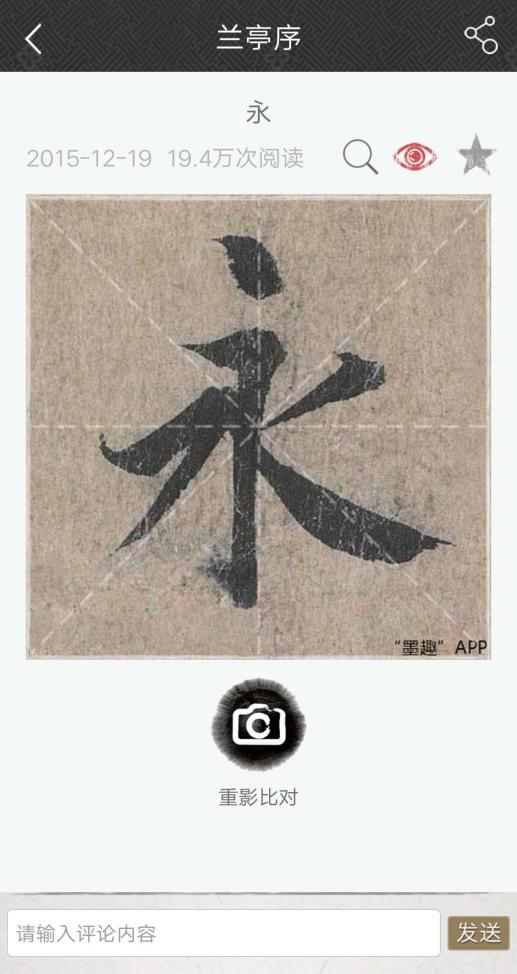 兰亭序
永
2015-12-19 19.4万次阅读
永
“墨趣”APP
重影比对
请输入评论内容
发送